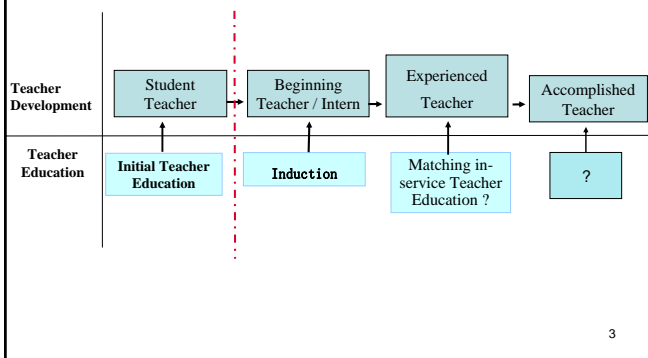 Teacher
Development
Student
Teacher
Beginning
Teacher / Intern
Experienced
Teacher
Accomplished
Teacher
Teacher
Education
Initial Teacher
Education
Induction
Matching in-
service Teacher
Education ?
?
3